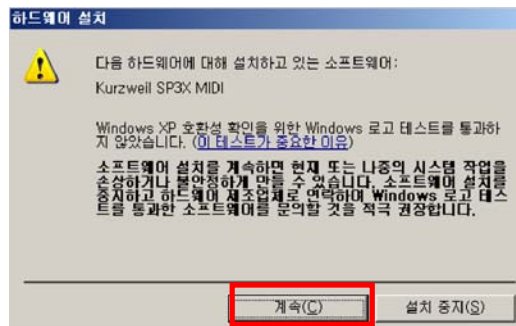 하드웨어 설치
다음 하드웨어에 대해 설치하고 있는 소프트웨어:
Kurzweil SP3X MIDI
Windows XP 호환성 확인을 위한 Windows 로고 테스트를 통과하
지 않았습니다. (이 테스트가 중요한 이유)
소프트웨어 설치를 계속하면 현재 또는 나중의 시스템 작업을
손상하거나 불안정하게 만들 수 있습니다. 소프트웨어 설치를
중지하고 하드웨어 제조업체로 연락하여 Windows 로고 테스
트를 통과한 소프트웨어를 문의할 것을 적극 권장합니다.
계속(C)
설치 중지(S)